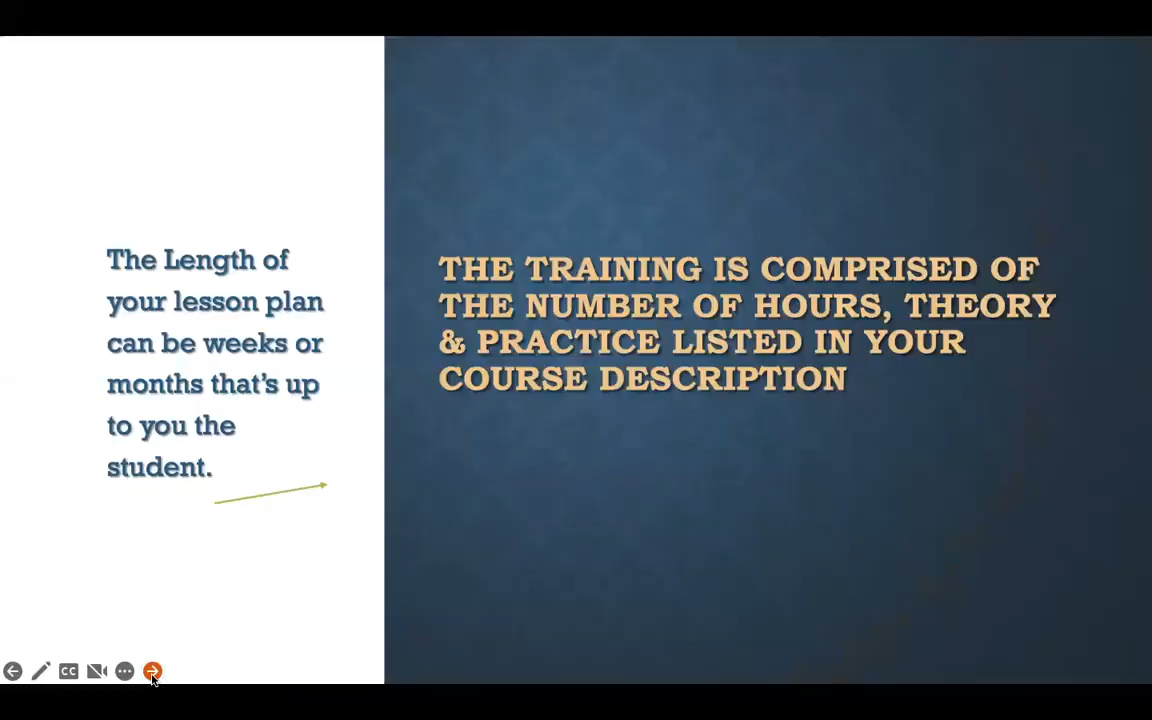 The Length of
your lesson plan
can be weeks or
months that's up
to you the
student.
THE TRAINING IS COMPRISED OF
THE NUMBER OF HOURS, THEORY
& PRACTICE LISTED IN YOUR
COURSE DESCRIPTION
CC